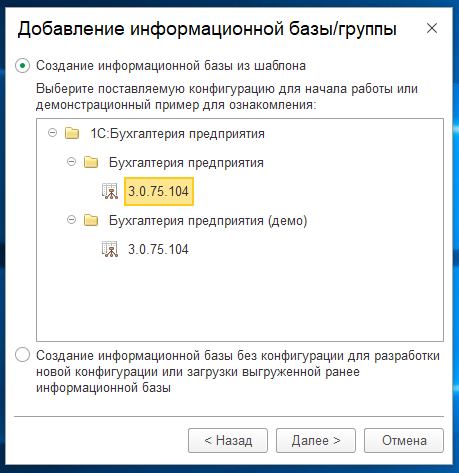 Добавление информационной базы/группы
Создание информационной базы из шаблона
Выберите поставляемую конфигурацию для начала работы или
демонстрационный пример для ознакомления:
1С:Бухгалтерия предприятия
Бухгалтерия предприятия
3.0.75.104
Бухгалтерия предприятия (демо)
3.0.75.104
Создание информационной базы без конфигурации для разработки
новой конфигурации или загрузки выгруженной ранее
информационной базы
< Назад Далее > Отмена